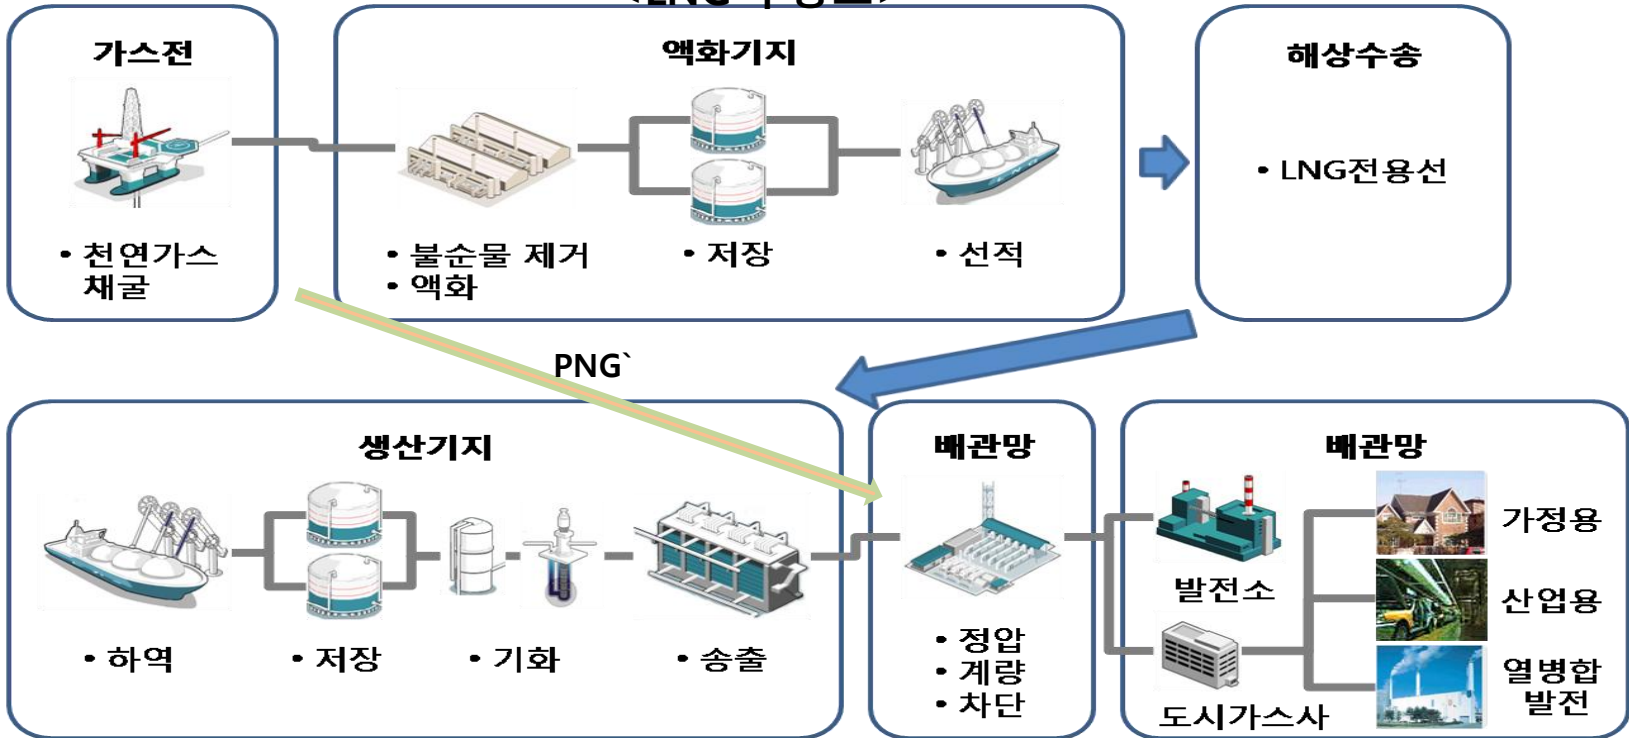 가스전
액화기지
해상수송
• LNG전용선
• 천연가스
채굴
• 불순물 제거
• 액화
• 저장
• 선적
PNG`
생산기지
배관망
배관망
• 하역
• 저장
• 기화
• 송출
• 정압
• 계량
• 차단
발전소
도시가스사
가정용
산업용
열병합
발전